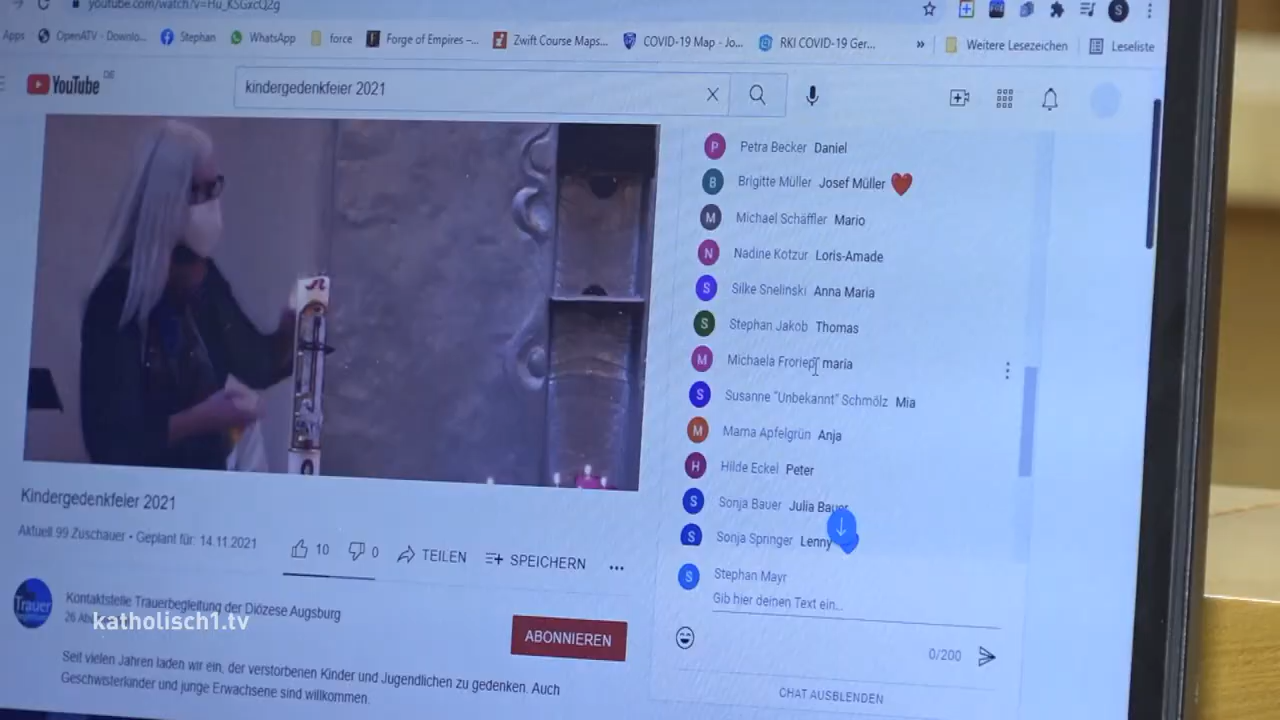 youtube.com/watch?v=Hu_KSGxcQ2g
Apps OpenATV - Downlo... Stephan WhatsApp force Forge of Empires –... Zwift Course Maps... COVID-19 Map - Jo... RKI COVID-19 Ger... » Weitere Lesezeichen Leseliste
YouTube DE
kindergedenkfeier 2021
Petra Becker Daniel
Brigitte Müller Josef Müller
Michael Schäffler Mario
Nadine Kotzur Loris-Amade
Silke Snelinski Anna Maria
Stephan Jakob Thomas
Michaela Froriep maria
Susanne "Unbekannt" Schmölz Mia
Mama Apfelgrün Anja
Hilde Eckel Peter
Sonja Bauer Julia Bauer
Sonja Springer Lenny
Stephan Mayr
Gib hier deinen Text ein...
0/200
CHAT AUSBLENDEN
Kindergedenkfeier 2021
Aktuell 99 Zuschauer • Geplant für: 14.11.2021
10 0 TEILEN SPEICHERN
Trauer
Kontaktstelle Trauerbegleitung der Diözese Augsburg
26
katholisch1.tv
ABONNIEREN
Seit vielen Jahren laden wir ein, der verstorbenen Kinder und Jugendlichen zu gedenken. Auch
Geschwisterkinder und junge Erwachsene sind willkommen.